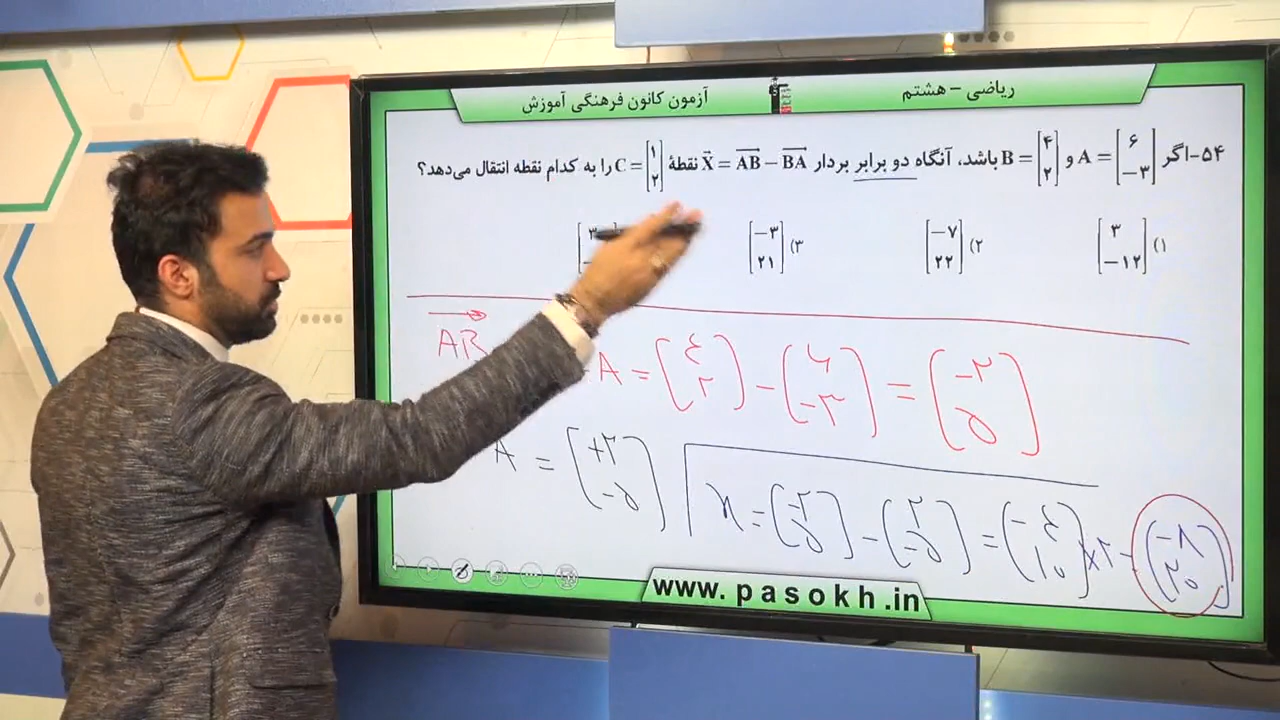 ریاضی - هشتم
آزمون کانون فرهنگی آموزش
۵۴-اگر A = [۶ -۳] و B = [۴ ۲] باشد، آنگاه دو برابر بردار X = AB - BA نقطهٔ C = [۱ ۲] را به کدام نقطه انتقال می‌دهد؟
۱) [۳ -۱۲]
۲) [-۷ ۲۲]
۳) [-۳ ۲۱]
[۳
AB A = [۴ ۲] - [۶ -۳] = [-۲ ۵]
A = [+۲ -۵]
x = [-۲ ۵] - [۲ -۵] = [-۴ ۱۰] × ۲ = [-۸ ۲۰]
www.pasokh.in